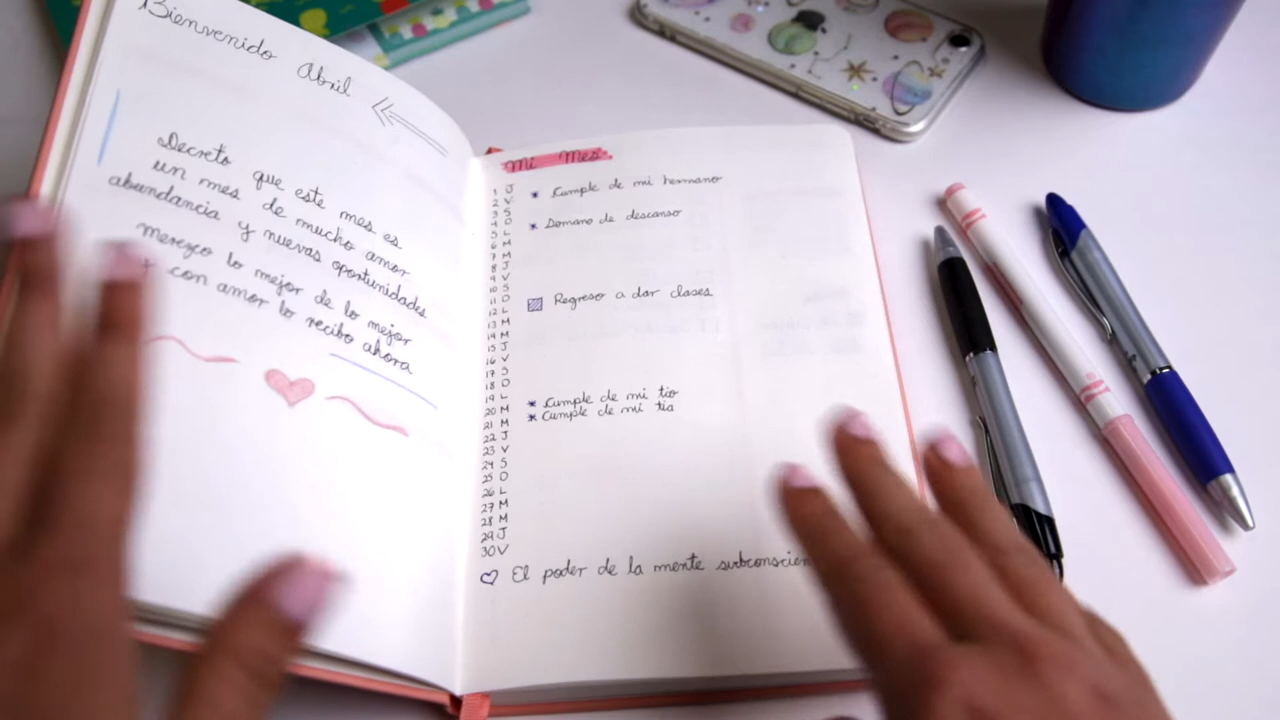 Bienvenido Abril
Decreto que este mes es
un mes de mucho amor
abundancia y nuevas oportunidades
merezco lo mejor de lo mejor
+ con amor lo recibo ahora
Mi Mes
1 J
2 V
3 S
4 D
5 L
6 M
7 M
8 J
9 V
10 S
11 D
12 L
13 M
14 M
15 J
16 V
17 S
18 D
19 L
20 M
21 M
22 J
23 V
24 S
25 D
26 L
27 M
28 M
29 J
30 V
* Cumple de mi hermano
* Domano de descanso
Regreso a dar clases
* Cumple de mi tio
* Cumple de mi tia
El poder de la mente